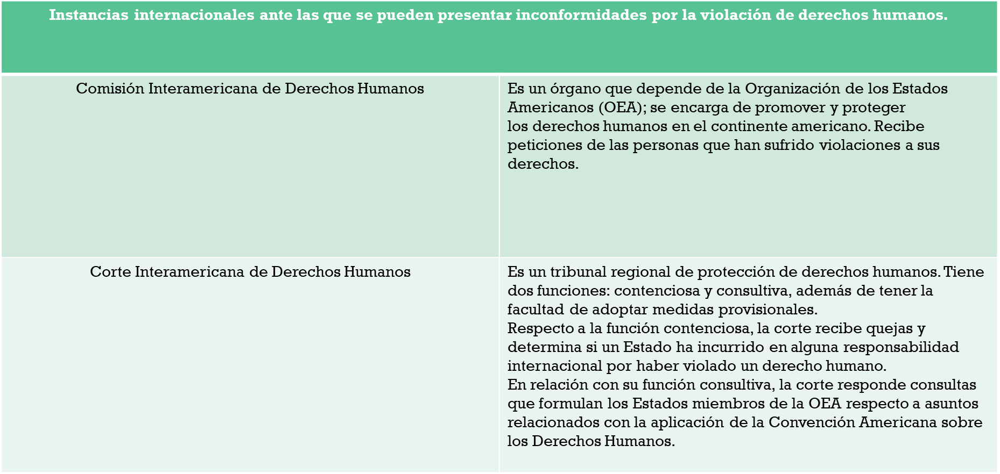 Instancias internacionales ante las que se pueden presentar inconformidades por la violación de derechos humanos.
Comisión Interamericana de Derechos Humanos
Es un órgano que depende de la Organización de los Estados
Americanos (OEA); se encarga de promover y proteger
los derechos humanos en el continente americano. Recibe
peticiones de las personas que han sufrido violaciones a sus
derechos.
Corte Interamericana de Derechos Humanos
Es un tribunal regional de protección de derechos humanos. Tiene
dos funciones: contenciosa y consultiva, además de tener la
facultad de adoptar medidas provisionales.
Respecto a la función contenciosa, la corte recibe quejas y
determina si un Estado ha incurrido en alguna responsabilidad
internacional por haber violado un derecho humano.
En relación con su función consultiva, la corte responde consultas
que formulan los Estados miembros de la OEA respecto a asuntos
relacionados con la aplicación de la Convención Americana sobre
los Derechos Humanos.